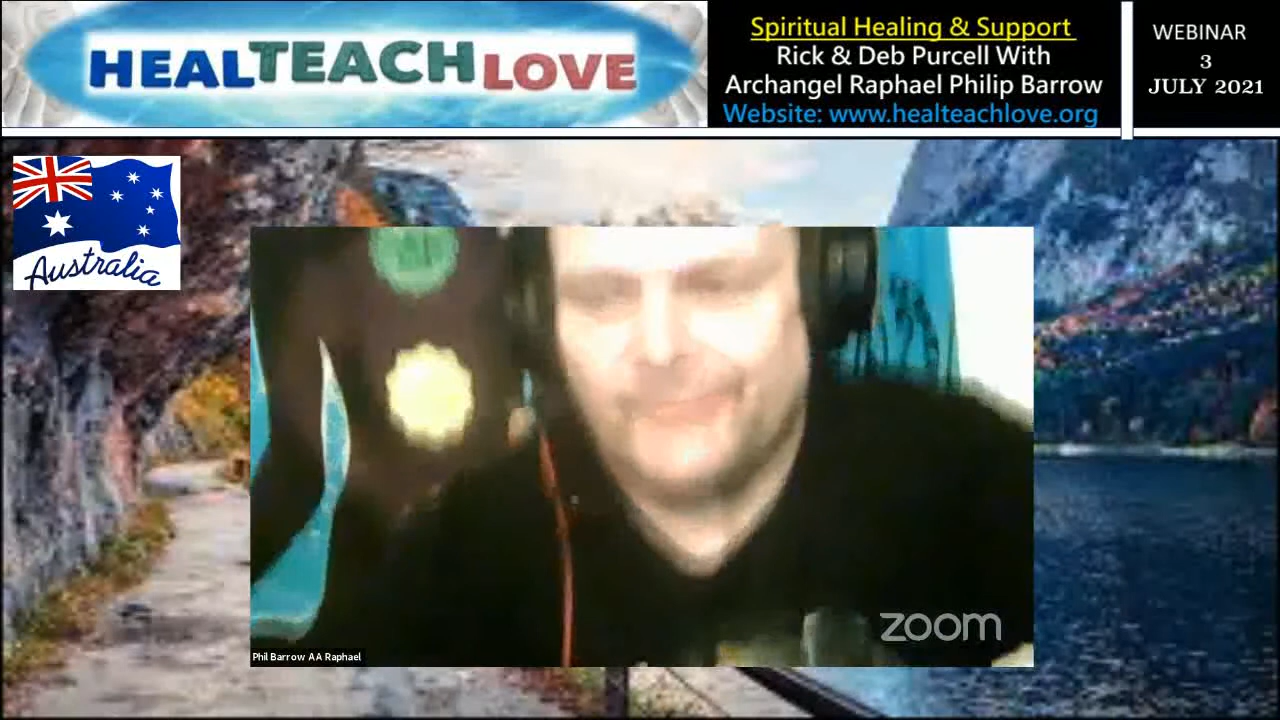 HEALTEACHLOVE
Spiritual Healing & Support
Rick & Deb Purcell With
Archangel Raphael Philip Barrow
Website: www.healteachlove.org
WEBINAR
3
JULY 2021
Australia
zoom
Phil Barrow AA Raphael